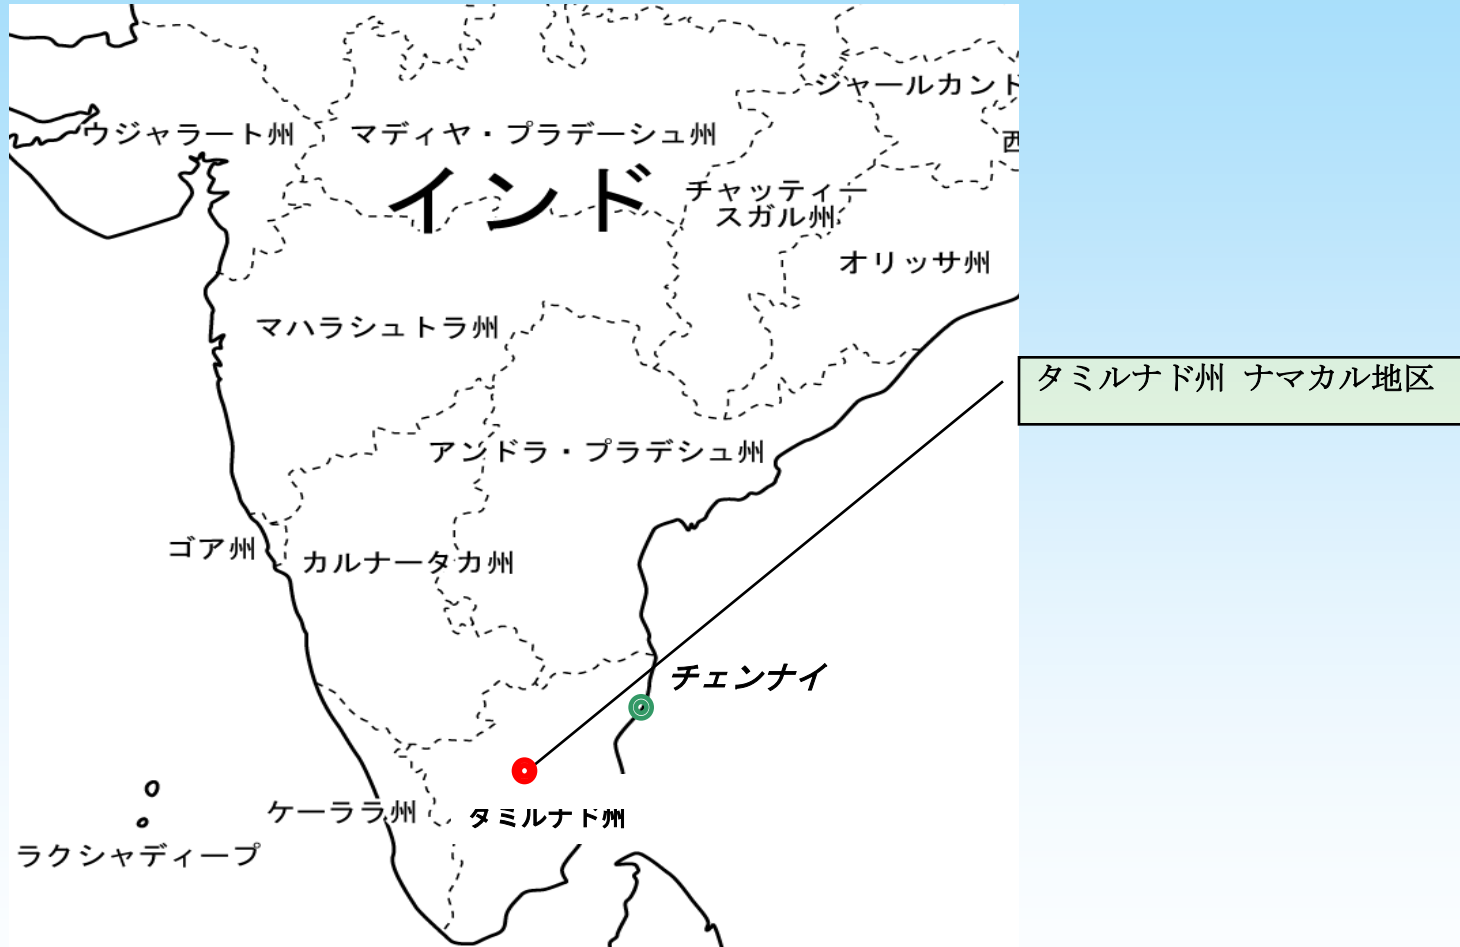 ジャールカンド
ウジャラート州
マディヤ・プラデーシュ州
西
インド
チャッティー
スガル州
オリッサ州
マハラシュトラ州
タミルナド州 ナマカル地区
アンドラ・プラデシュ州
ゴア州
カルナータカ州
チェンナイ
ケーララ州
タミルナド州
ラクシャディープ